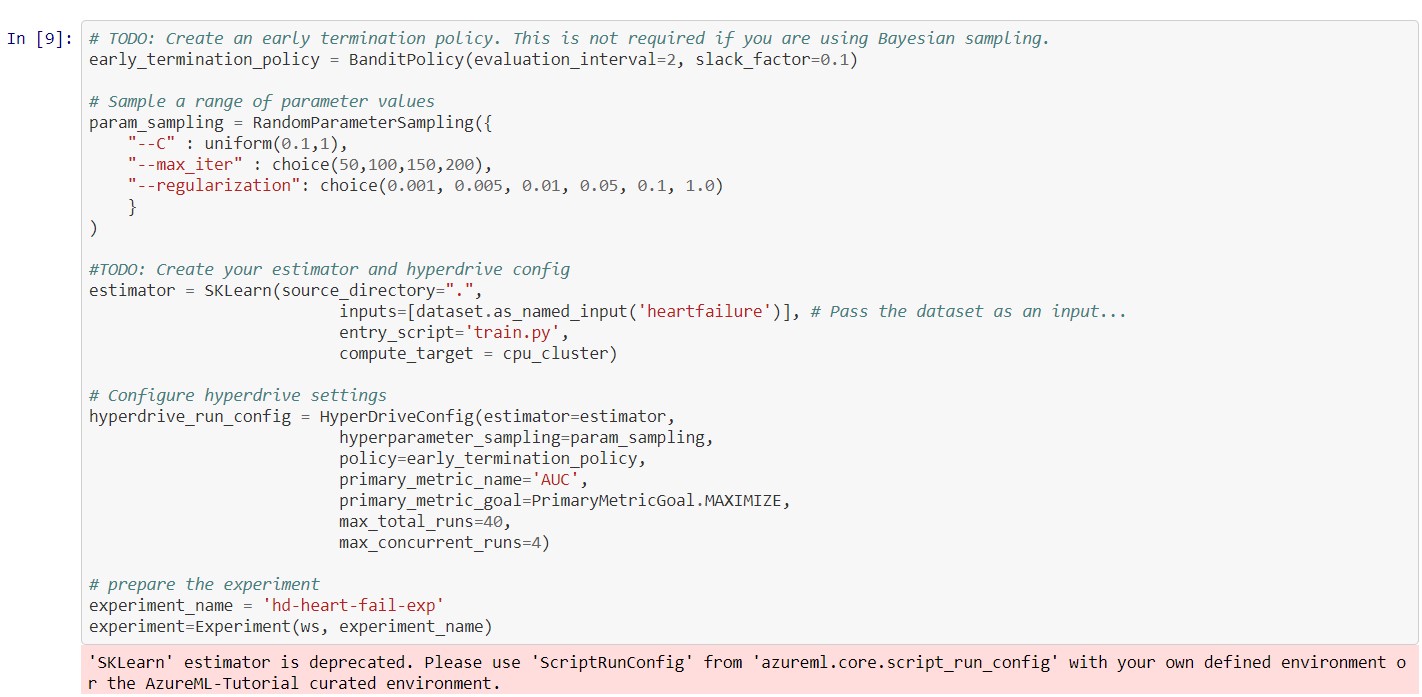 In [9]: # TODO: Create an early termination policy. This is not required if you are using Bayesian sampling.
early_termination_policy = BanditPolicy(evaluation_interval=2, slack_factor=0.1)
# Sample a range of parameter values
param_sampling = RandomParameterSampling({
"--C" : uniform(0.1,1),
"--max_iter" : choice(50,100,150,200),
"--regularization": choice(0.001, 0.005, 0.01, 0.05, 0.1, 1.0)
}
)
#TODO: Create your estimator and hyperdrive config
estimator = SKLearn(source_directory=".",
inputs=[dataset.as_named_input('heartfailure')], # Pass the dataset as an input...
entry_script='train.py',
compute_target = cpu_cluster)
# Configure hyperdrive settings
hyperdrive_run_config = HyperDriveConfig(estimator=estimator,
hyperparameter_sampling=param_sampling,
policy=early_termination_policy,
primary_metric_name='AUC',
primary_metric_goal=PrimaryMetricGoal.MAXIMIZE,
max_total_runs=40,
max_concurrent_runs=4)
# prepare the experiment
experiment_name = 'hd-heart-fail-exp'
experiment=Experiment(ws, experiment_name)
'SKLearn' estimator is deprecated. Please use 'ScriptRunConfig' from 'azureml.core.script_run_config' with your own defined environment o
r the AzureML-Tutorial curated environment.